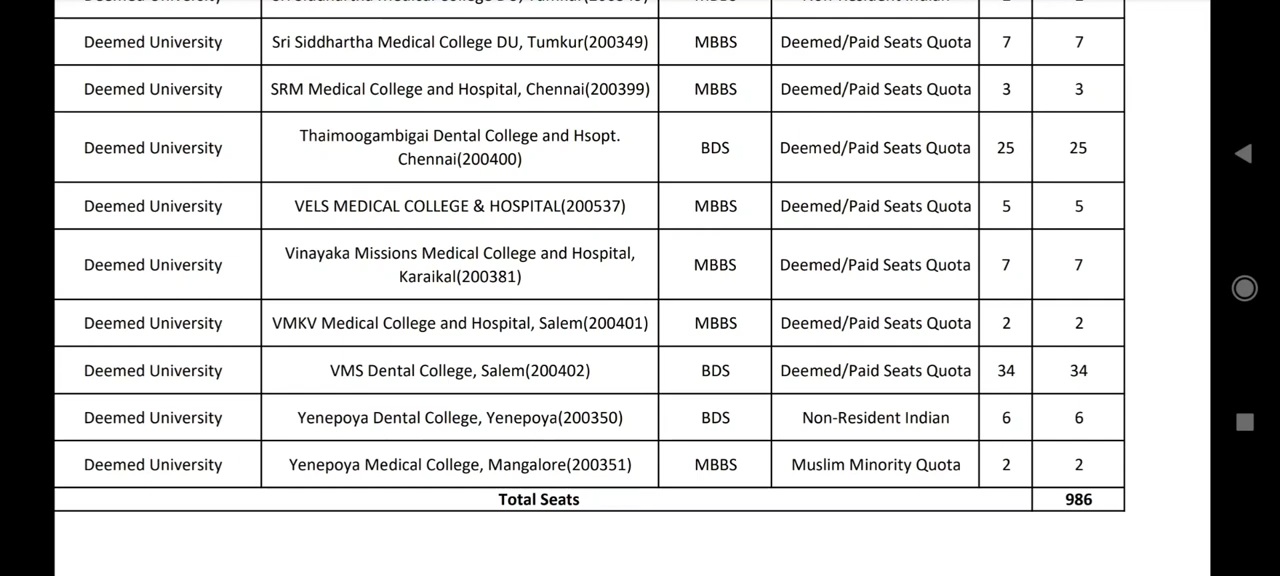 Deemed University Sri Siddhartha Medical College DU, Tumkur(200349) MBBS Deemed/Paid Seats Quota 7 7
Deemed University SRM Medical College and Hospital, Chennai(200399) MBBS Deemed/Paid Seats Quota 3 3
Thaimoogambigai Dental College and Hsopt.
Deemed University Chennai(200400) BDS Deemed/Paid Seats Quota 25 25
Deemed University VELS MEDICAL COLLEGE & HOSPITAL(200537) MBBS Deemed/Paid Seats Quota 5 5
Vinayaka Missions Medical College and Hospital,
Deemed University Karaikal(200381) MBBS Deemed/Paid Seats Quota 7 7
Deemed University VMKV Medical College and Hospital, Salem(200401) MBBS Deemed/Paid Seats Quota 2 2
Deemed University VMS Dental College, Salem(200402) BDS Deemed/Paid Seats Quota 34 34
Deemed University Yenepoya Dental College, Yenepoya(200350) BDS Non-Resident Indian 6 6
Deemed University Yenepoya Medical College, Mangalore(200351) MBBS Muslim Minority Quota 2 2
Total Seats 986